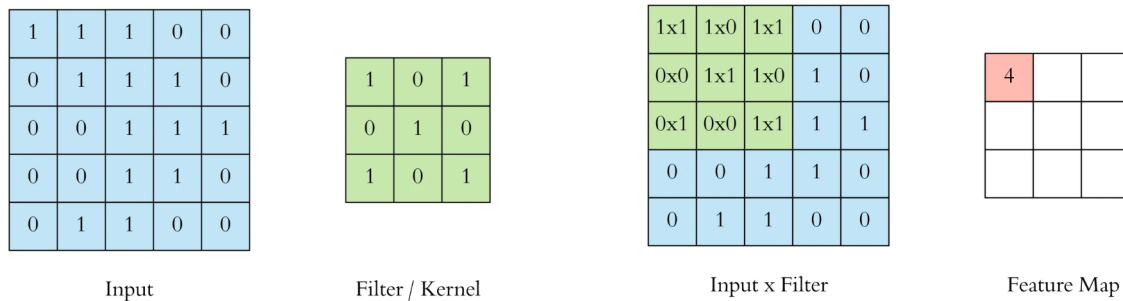 1 1 1 0 0
0 1 1 1 0
0 0 1 1 1
0 0 1 1 0
0 1 1 0 0
Input
1 0 1
0 1 0
1 0 1
Filter / Kernel
1x1 1x0 1x1 0 0
0x0 1x1 1x0 1 0
0x1 0x0 1x1 1 1
0 0 1 1 0
0 1 1 0 0
Input x Filter
4
Feature Map